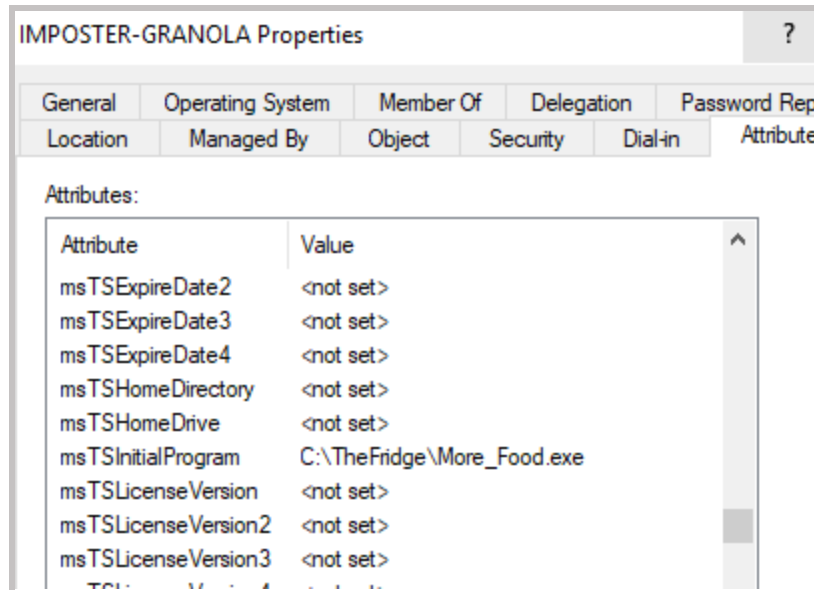 IMPOSTER-GRANOLA Properties ?
General Operating System Member Of Delegation Password Rep
Location Managed By Object Security Dial-in Attribute
Attributes:
Attribute Value
msTSExpireDate2 <not set>
msTSExpireDate3 <not set>
msTSExpireDate4 <not set>
msTSHomeDirectory <not set>
msTSHomeDrive <not set>
msTSInitialProgram C:\TheFridge\More_Food.exe
msTSLicenseVersion <not set>
msTSLicenseVersion2 <not set>
msTSLicenseVersion3 <not set>